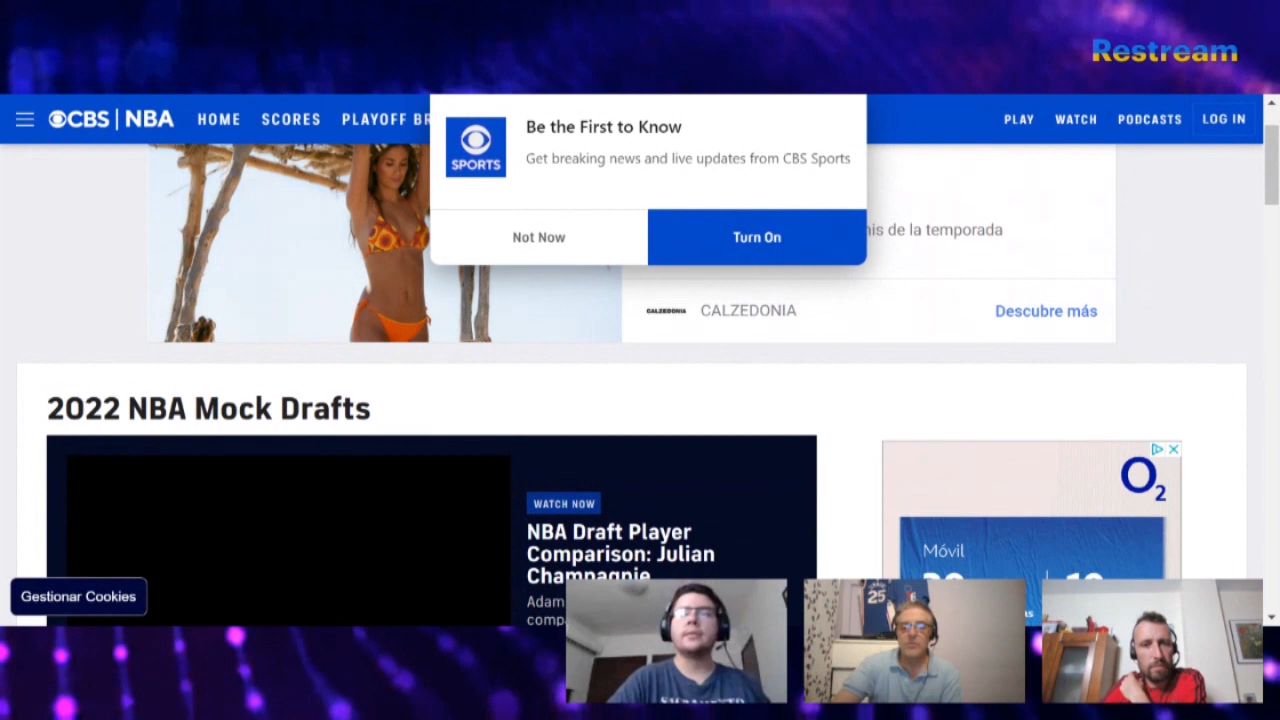 Restream
CBS | NBA
HOME
SCORES
PLAYOFF BR
PLAY
WATCH
PODCASTS
LOG IN
SPORTS
Be the First to Know
Get breaking news and live updates from CBS Sports
Not Now
Turn On
de la temporada
CALZEDONIA
CALZEDONIA
Descubre más
2022 NBA Mock Drafts
O2
WATCH NOW
NBA Draft Player
Comparison: Julian
Champagnie
Adam
Móvil
Gestionar Cookies
25
SACRAMENTO